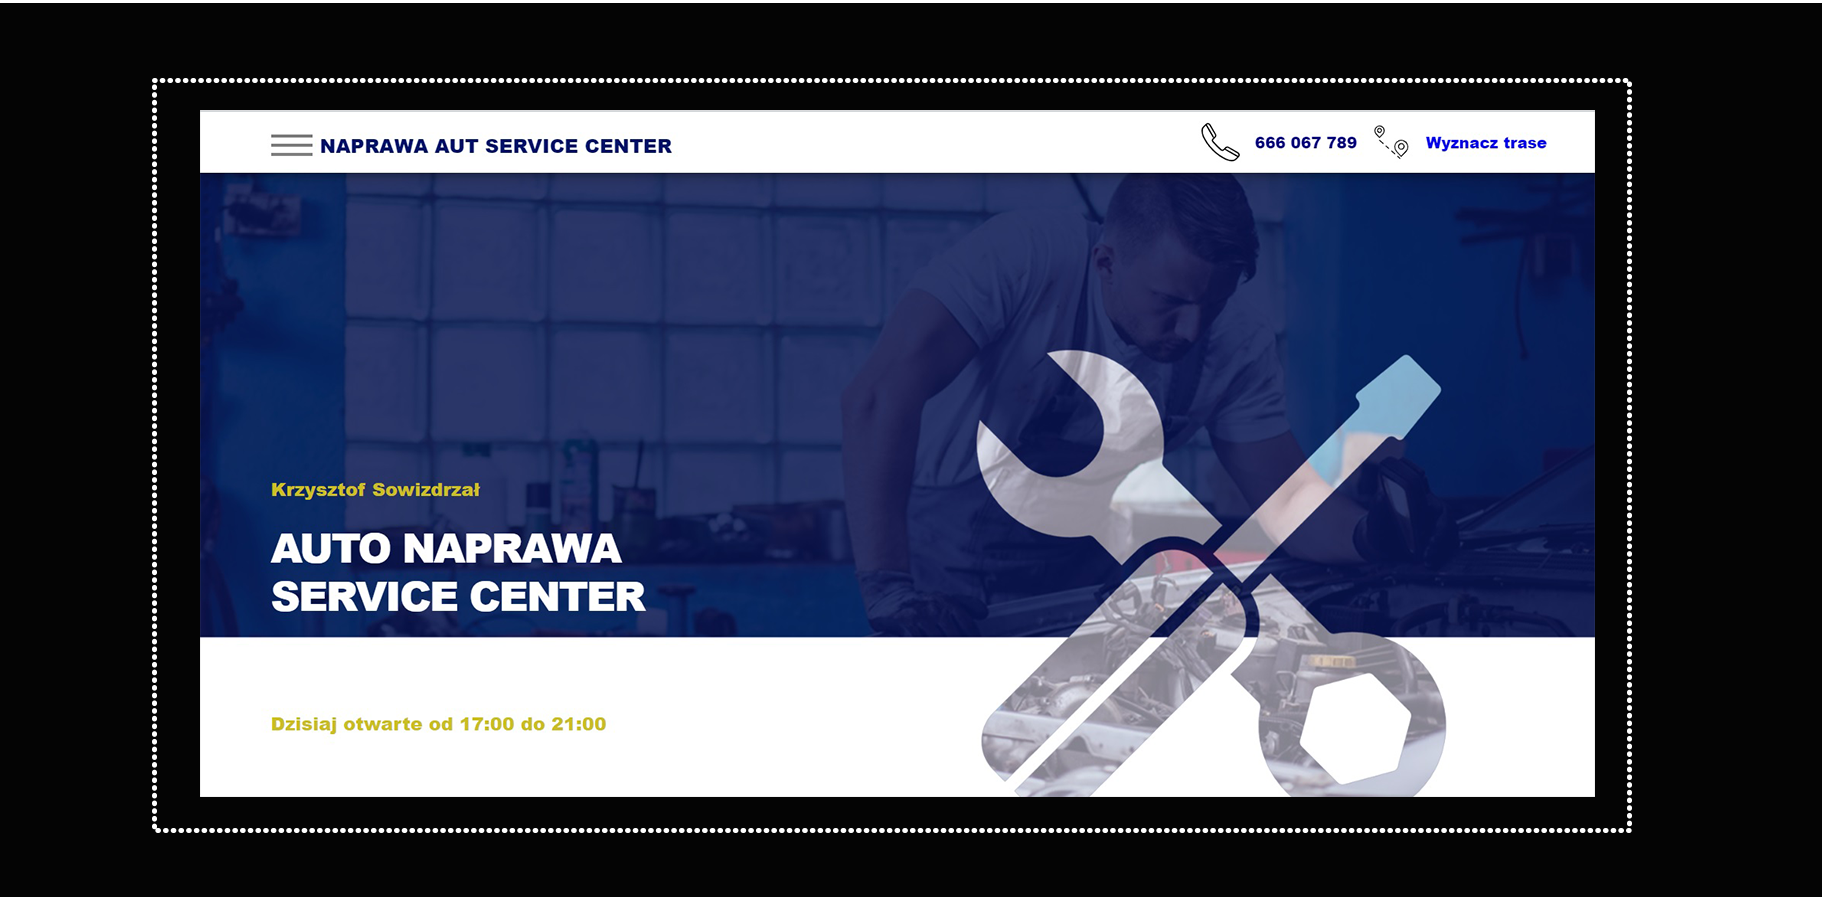 NAPRAWA AUT SERVICE CENTER
666 067 789
Wyznacz trase
Krzysztof Sowizdrzał
AUTO NAPRAWA
SERVICE CENTER
Dzisiaj otwarte od 17:00 do 21:00